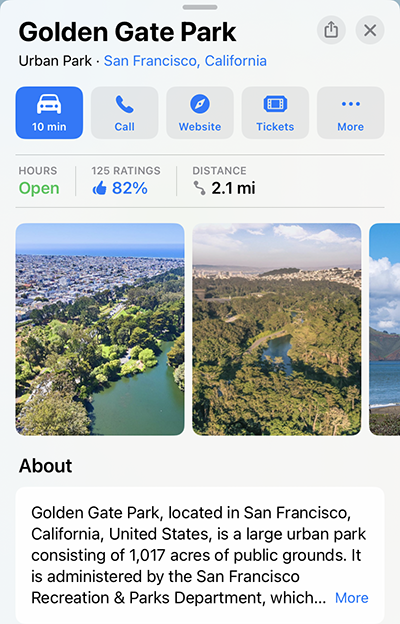 Golden Gate Park
Urban Park · San Francisco, California
10 min
Call
Website
Tickets
More
HOURS
Open
125 RATINGS
82%
DISTANCE
2.1 mi
About
Golden Gate Park, located in San Francisco,
California, United States, is a large urban park
consisting of 1,017 acres of public grounds. It
is administered by the San Francisco
Recreation & Parks Department, which... More